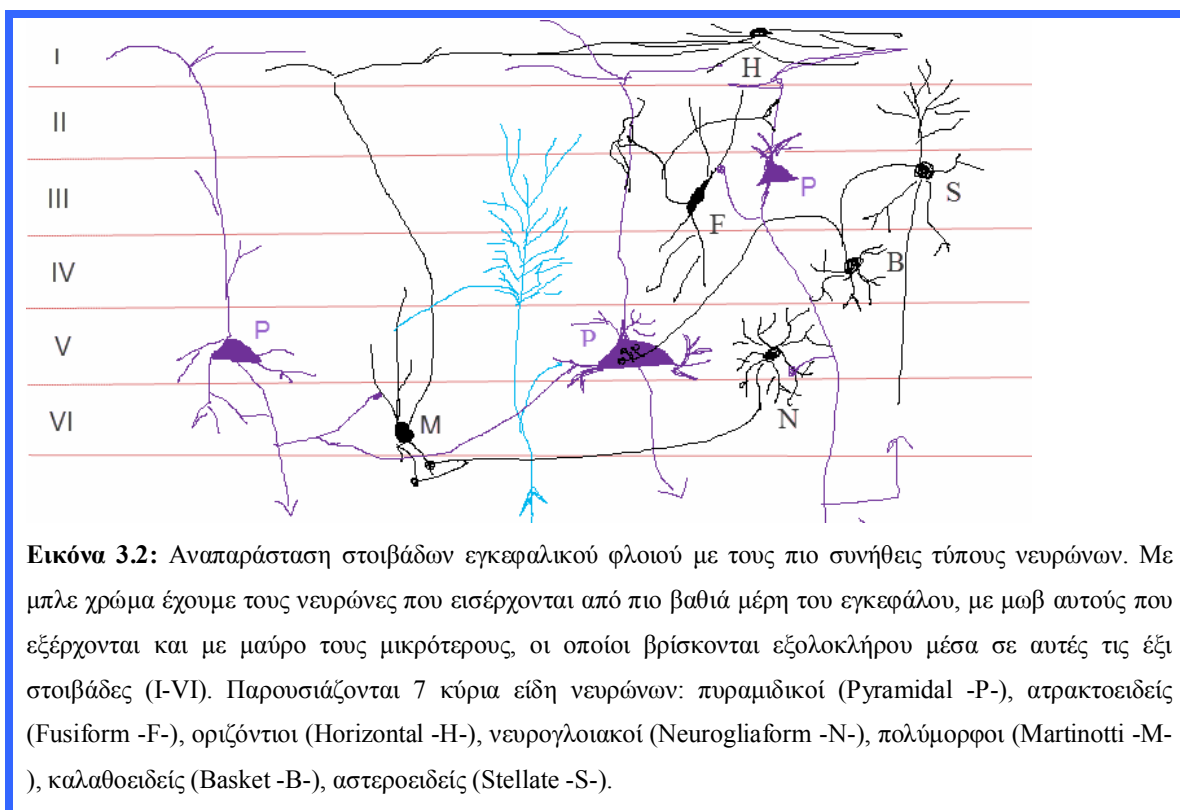 I
H
II
P
III
F
S
IV
B
V
P
P
N
VI
M
Εικόνα 3.2: Αναπαράσταση στοιβάδων εγκεφαλικού φλοιού με τους πιο συνήθεις τύπους νευρώνων. Με
μπλε χρώμα έχουμε τους νευρώνες που εισέρχονται από πιο βαθιά μέρη του εγκεφάλου, με μωβ αυτούς που
εξέρχονται και με μαύρο τους μικρότερους, οι οποίοι βρίσκονται εξολοκλήρου μέσα σε αυτές τις έξι
στοιβάδες (I-VI). Παρουσιάζονται 7 κύρια είδη νευρώνων: πυραμιδικοί (Pyramidal -P-), ατρακτοειδείς
(Fusiform -F-), οριζόντιοι (Horizontal -H-), νευρογλοιακοί (Neurogliaform -N-), πολύμορφοι (Martinotti -M-
), καλαθοειδείς (Basket -B-), αστεροειδείς (Stellate -S-).